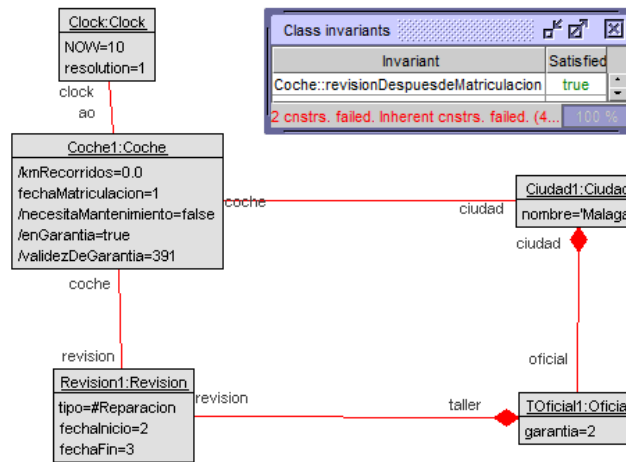 Clock:Clock
NOW=10
resolution=1
clock
ao
Class invariants
Invariant
Satisfied
Coche::revisionDespuesdeMatriculacion
true
2 cnstrs. failed. Inherent cnstrs. failed. (4...
100 %
Coche1:Coche
/kmRecorridos=0.0
fechaMatriculacion=1
/necesitaMantenimiento=false
/enGarantia=true
/validezDeGarantia=391
coche
ciudad
Ciudad1:Ciudad
nombre='Malaga
ciudad
coche
revision
oficial
Revision1:Revision
tipo=#Reparacion
fechaInicio=2
fechaFin=3
revision
taller
TOficial1:Oficial
garantia=2